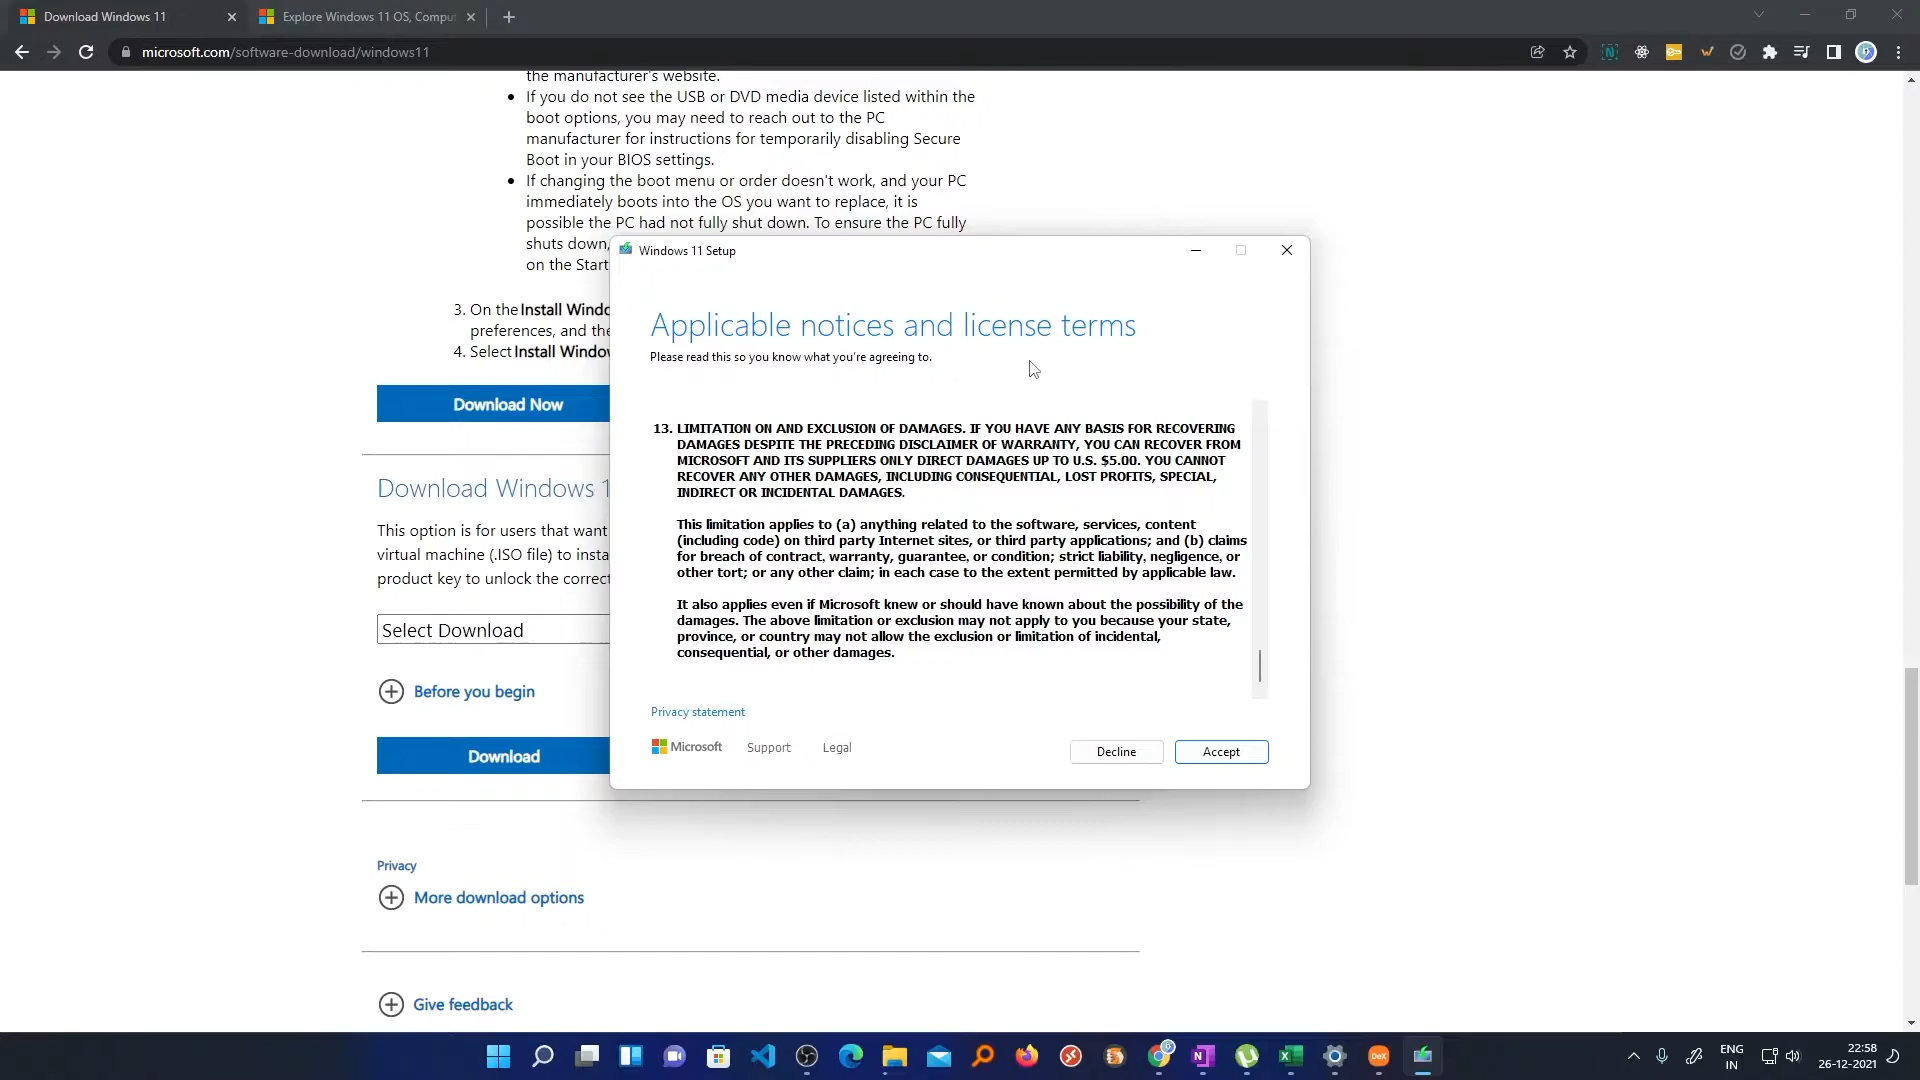 Download Windows 11
Explore Windows 11 OS, Compu
microsoft.com/software-download/windows11
the manufacturer's website.
• If you do not see the USB or DVD media device listed within the
boot options, you may need to reach out to the PC
manufacturer for instructions for temporarily disabling Secure
Boot in your BIOS settings.
• If changing the boot menu or order doesn't work, and your PC
immediately boots into the OS you want to replace, it is
possible the PC had not fully shut down. To ensure the PC fully
shuts down,
on the Start
3. On the Install Windo
preferences, and the
4. Select Install Window
Download Now
Download Windows 1
This option is for users that want
virtual machine (.ISO file) to insta
product key to unlock the correct
Select Download
Before you begin
Download
Privacy
More download options
Give feedback
Windows 11 Setup
Applicable notices and license terms
Please read this so you know what you're agreeing to.
13. LIMITATION ON AND EXCLUSION OF DAMAGES. IF YOU HAVE ANY BASIS FOR RECOVERING
DAMAGES DESPITE THE PRECEDING DISCLAIMER OF WARRANTY, YOU CAN RECOVER FROM
MICROSOFT AND ITS SUPPLIERS ONLY DIRECT DAMAGES UP TO U.S. $5.00. YOU CANNOT
RECOVER ANY OTHER DAMAGES, INCLUDING CONSEQUENTIAL, LOST PROFITS, SPECIAL,
INDIRECT OR INCIDENTAL DAMAGES.
This limitation applies to (a) anything related to the software, services, content
(including code) on third party Internet sites, or third party applications; and (b) claims
for breach of contract, warranty, guarantee, or condition; strict liability, negligence, or
other tort; or any other claim; in each case to the extent permitted by applicable law.
It also applies even if Microsoft knew or should have known about the possibility of the
damages. The above limitation or exclusion may not apply to you because your state,
province, or country may not allow the exclusion or limitation of incidental,
consequential, or other damages.
Privacy statement
Microsoft Support Legal
Decline Accept
DeX
ENG
IN
22:58
26-12-2021